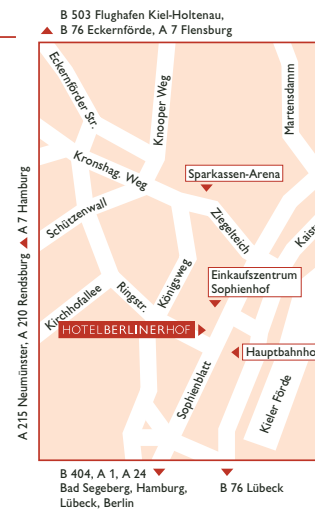 B 503 Flughafen Kiel-Holtenau,
B 76 Eckernförde, A 7 Flensburg
Eckernförder Str.
Knooper Weg
Martensdamm
Kronshag. Weg
Sparkassen-Arena
Schützenwall
Ziegelteich
Kaist
A 215 Neumünster, A 210 Rendsburg A 7 Hamburg
Königsweg
Einkaufszentrum
Sophienhof
Kirchhofallee
Ringstr.
HOTELBERLINERHOF
Hauptbahnho
Sophienblatt
Kieler Förde
B 404, A 1, A 24
Bad Segeberg, Hamburg,
Lübeck, Berlin
B 76 Lübeck